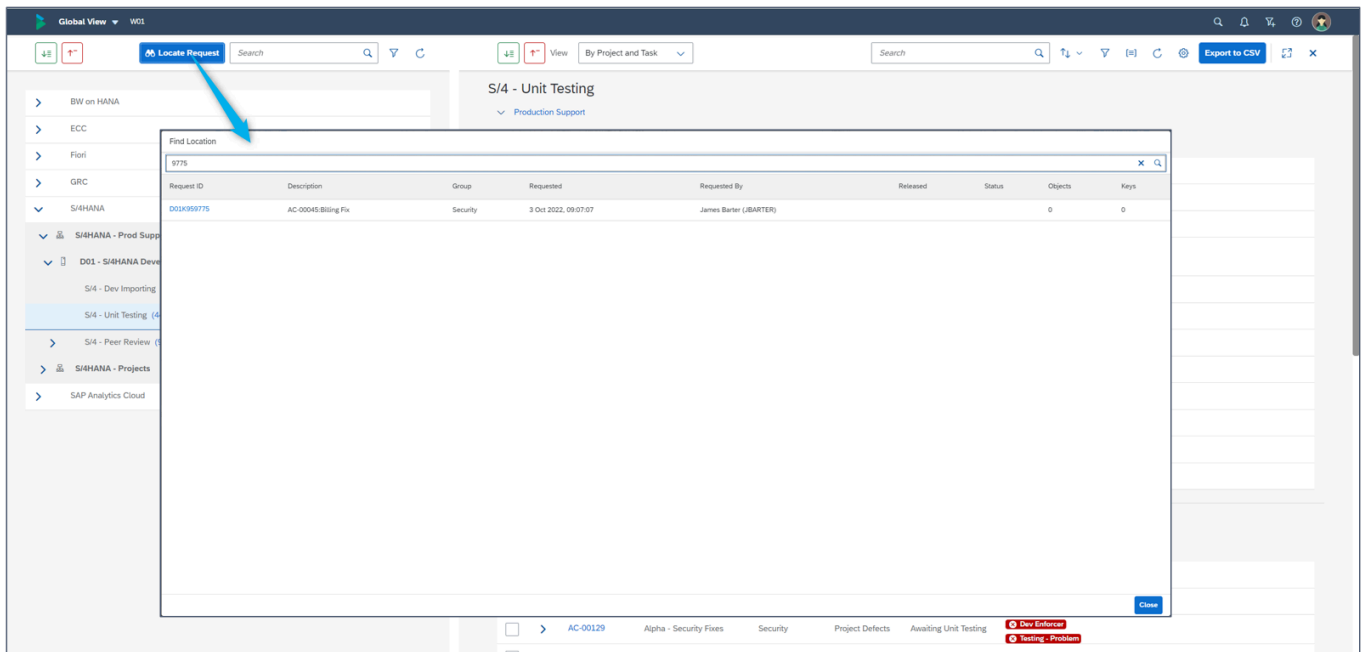 Global View W01
Locate Request Search
View By Project and Task Search Export to CSV
BW on HANA
ECC
Fiori
GRC
S/4HANA
S/4HANA - Prod Supp
D01 - S/4HANA Deve
S/4 - Dev Importing
S/4 - Unit Testing (4
S/4 - Peer Review (
S/4HANA - Projects
SAP Analytics Cloud
S/4 - Unit Testing
Production Support
Find Location
9775
Request ID Description Group Requested Requested By Released Status Objects Keys
D01K959775 AC-00045:Billing Fix Security 3 Oct 2022, 09:07:07 James Barter (JBARTER) 0 0
Close
AC-00129 Alpha - Security Fixes Security Project Defects Awaiting Unit Testing Dev Enforcer
Testing - Problem